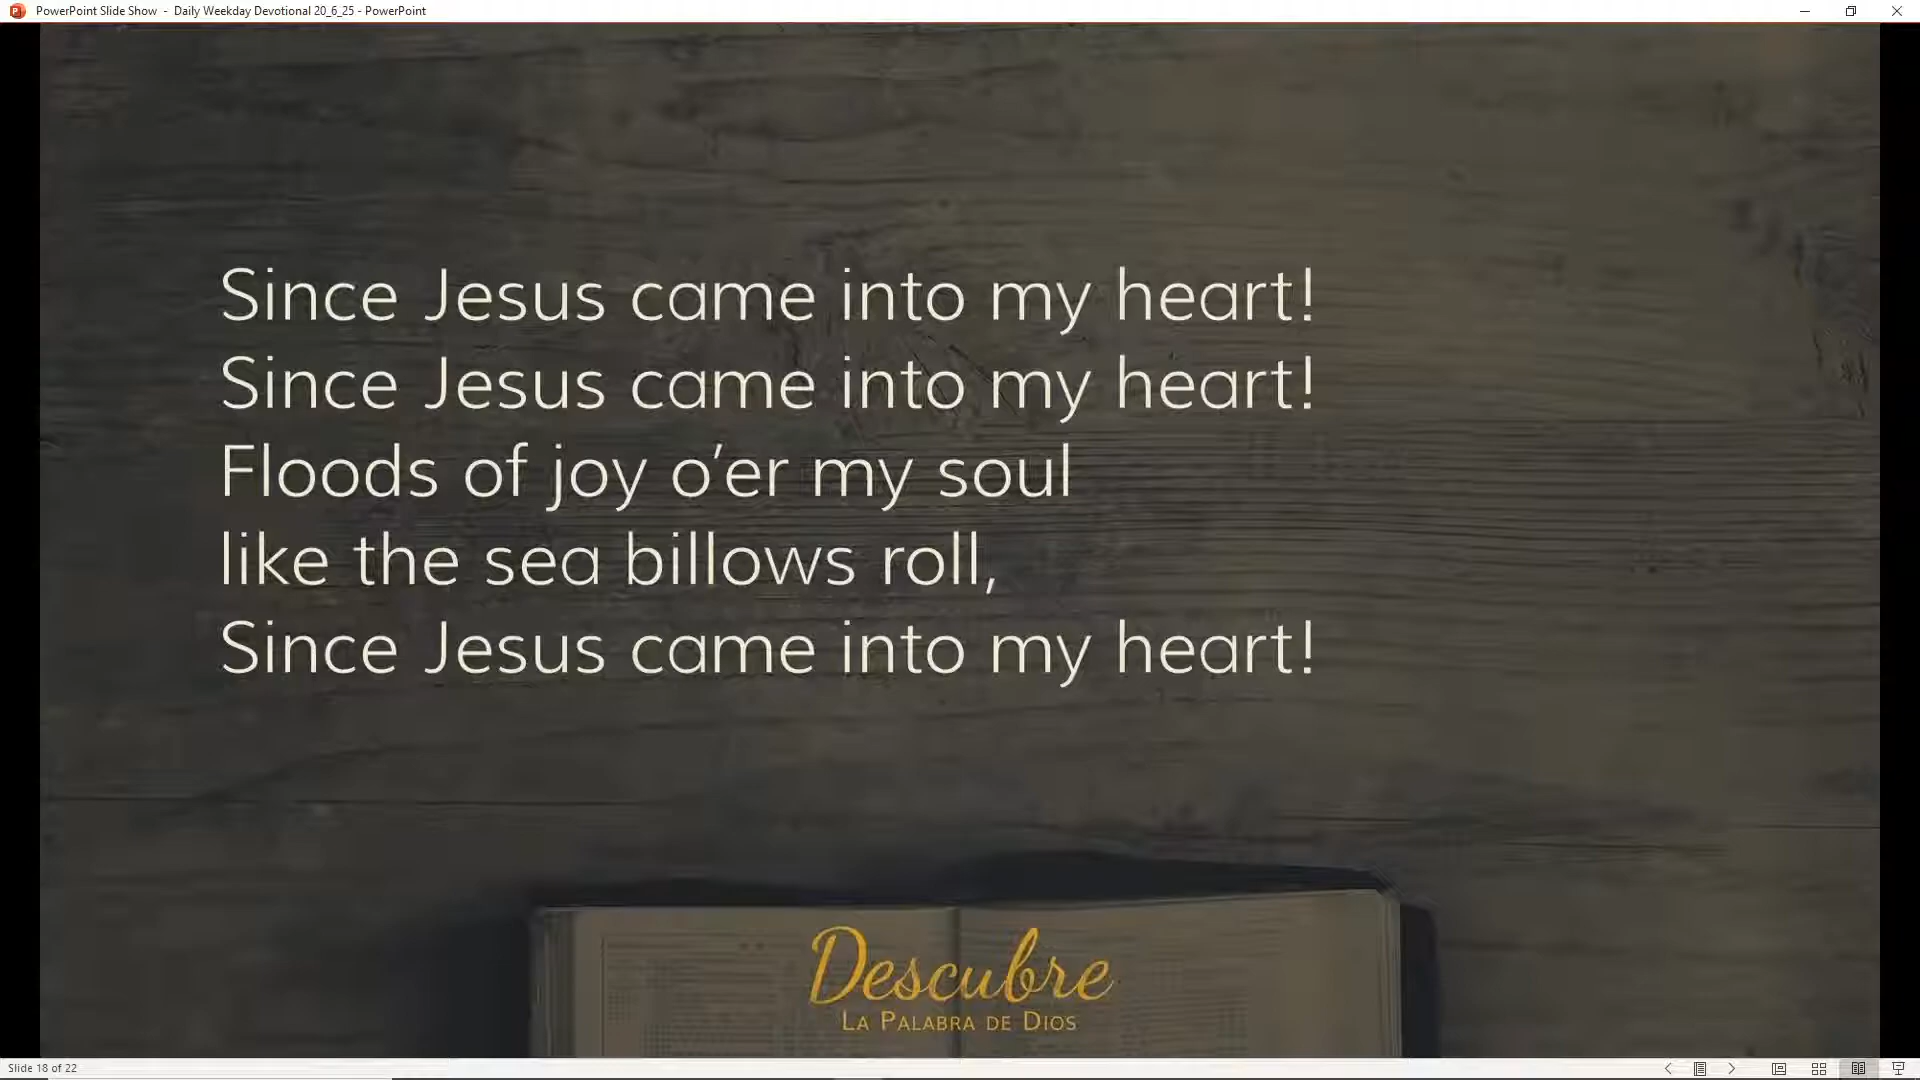 PowerPoint Slide Show - Daily Weekday Devotional 20_6_25 - PowerPoint
Since Jesus came into my heart!
Since Jesus came into my heart!
Floods of joy o’er my soul
like the sea billows roll,
Since Jesus came into my heart!
Descubre
La Palabra de Dios
Slide 18 of 22